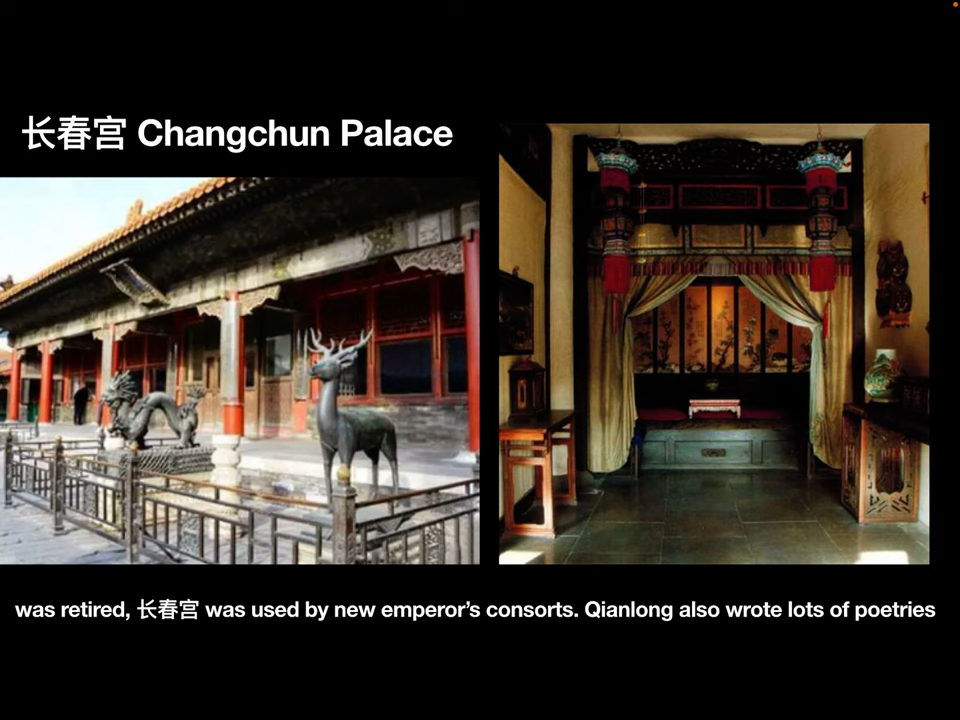 长春宫 Changchun Palace
was retired, 长春宫 was used by new emperor’s consorts. Qianlong also wrote lots of poetries